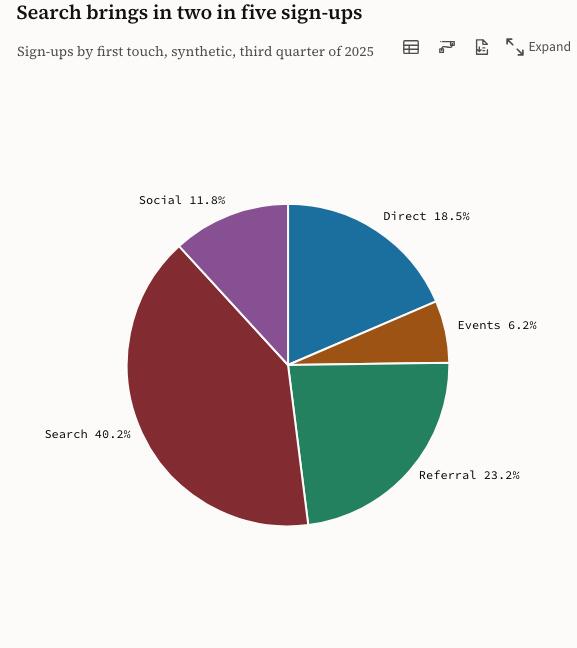 Search brings in two in five sign-ups
Sign-ups by first touch, synthetic, third quarter of 2025
Expand
Social 11.8%
Direct 18.5%
Events 6.2%
Search 40.2%
Referral 23.2%